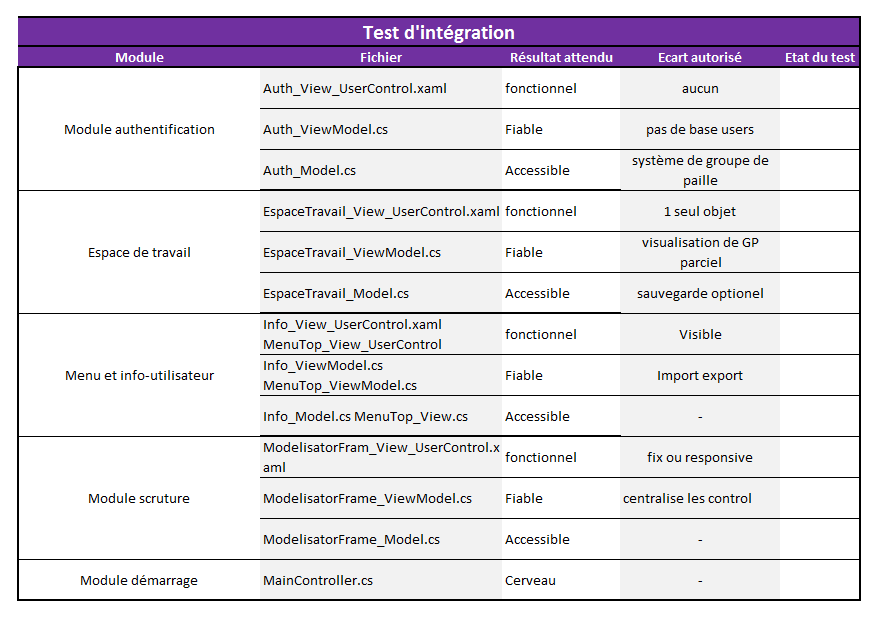 Test d'intégration
Module Fichier Résultat attendu Ecart autorisé Etat du test
Module authentification
Auth_View_UserControl.xaml fonctionnel aucun
Auth_ViewModel.cs Fiable pas de base users
Auth_Model.cs Accessible système de groupe de
paille
Espace de travail
EspaceTravail_View_UserControl.xaml fonctionnel 1 seul objet
EspaceTravail_ViewModel.cs Fiable visualisation de GP
parciel
EspaceTravail_Model.cs Accessible sauvegarde optionel
Menu et info-utilisateur
Info_View_UserControl.xaml
MenuTop_View_UserControl fonctionnel Visible
Info_ViewModel.cs
MenuTop_ViewModel.cs Fiable Import export
Info_Model.cs MenuTop_View.cs Accessible -
Module scruture
ModelisatorFram_View_UserControl.x
aml fonctionnel fix ou responsive
ModelisatorFrame_ViewModel.cs Fiable centralise les control
ModelisatorFrame_Model.cs Accessible -
Module démarrage MainController.cs Cerveau -